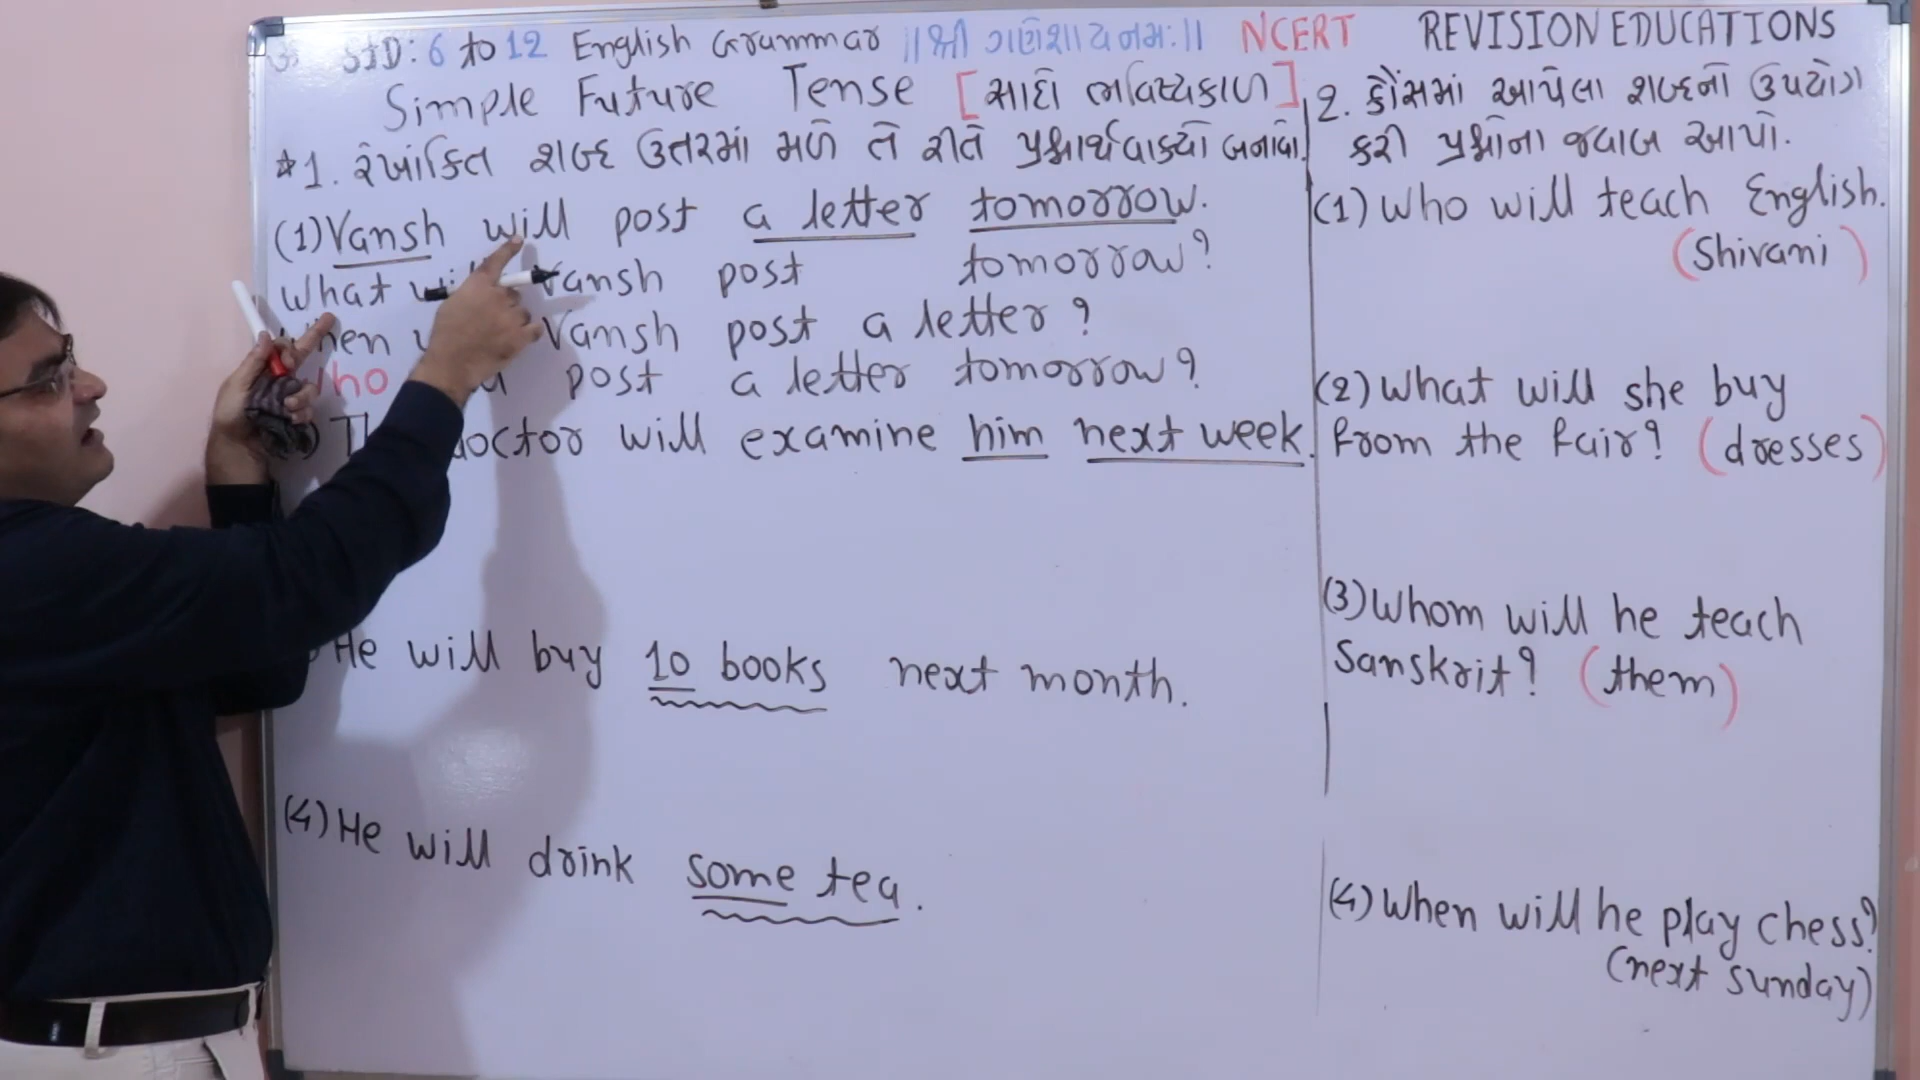 STD: 6 to 12 English Grammar ॥શ્રી ગણેશાય નમઃ॥ NCERT REVISION EDUCATIONS
Simple Future Tense [સાદો ભવિષ્યકાળ]
*1. રેખાંકિત શબ્દ ઉતરમાં મળે તે રીતે પ્રશ્નાર્થવાક્યો બનાવો.
(1) Vansh will post a letter tomorrow.
What Vansh post tomorrow?
Vansh post a letter?
post a letter tomorrow?
doctor will examine him next week.
He will buy 10 books next month.
(4) He will drink some tea.
2. કૌંસમાં આપેલા શબ્દનો ઉપયોગ
કરી પ્રશ્નોના જવાબ આપો.
(1) Who will teach English.
(Shivani)
(2) What will she buy
from the fair? (dresses)
(3) Whom will he teach
Sanskrit? (them)
(4) When will he play chess?
(next sunday)